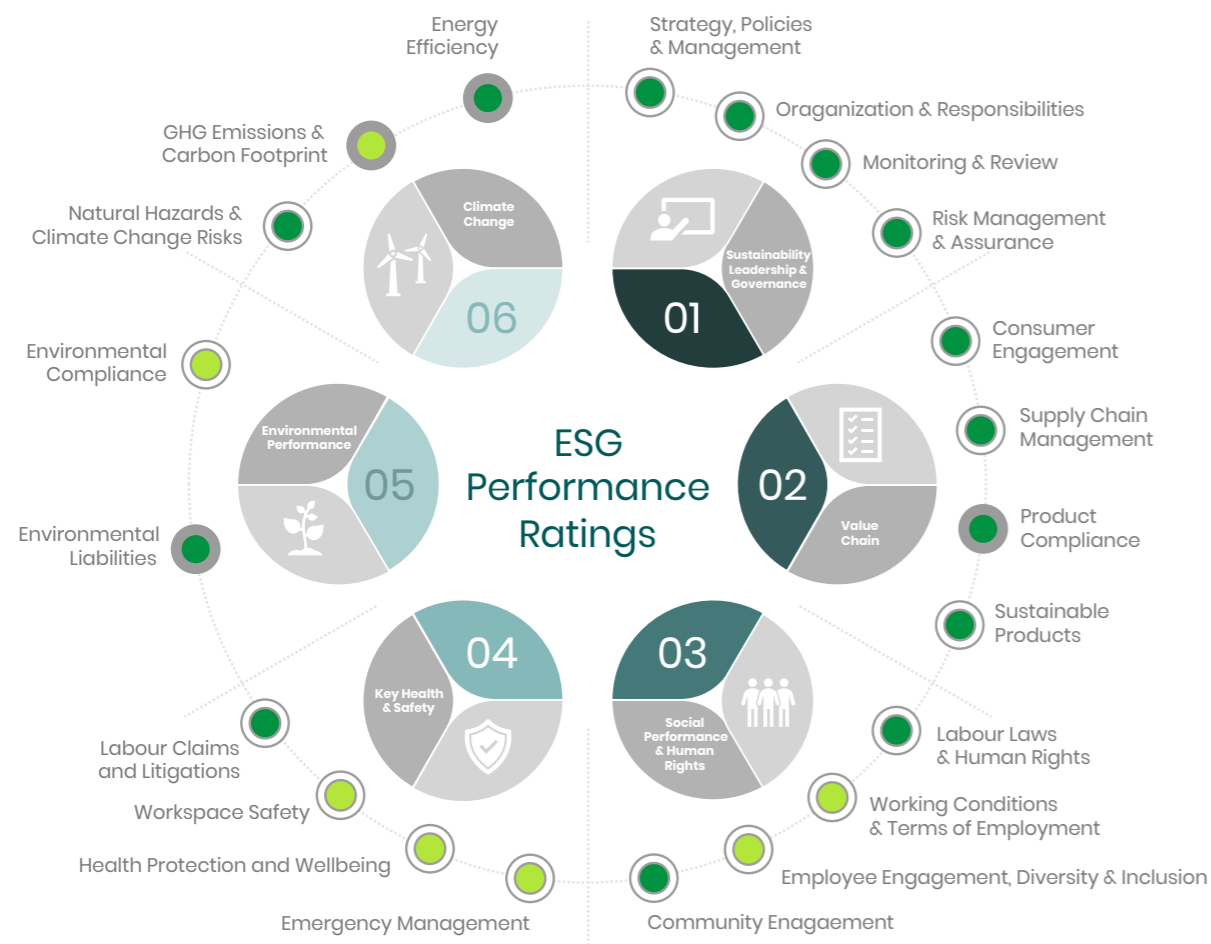 Energy
Efficiency
Strategy, Policies
& Management
Oraganization & Responsibilities
GHG Emissions &
Carbon Footprint
Monitoring & Review
Natural Hazards &
Climate Change Risks
Risk Management
& Assurance
Climate
Change
06
Sustainability
Leadership &
Governance
01
Environmental
Compliance
Consumer
Engagement
Supply Chain
Management
Environmental
Performance
05
ESG
Performance
Ratings
02
Value
Chain
Environmental
Liabilities
Product
Compliance
Sustainable
Products
04
Key Health
& Safety
03
Social
Performance
& Human
Rights
Labour Claims
and Litigations
Labour Laws
& Human Rights
Workspace Safety
Working Conditions
& Terms of Employment
Health Protection and Wellbeing
Employee Engagement, Diversity & Inclusion
Emergency Management
Community Enagaement